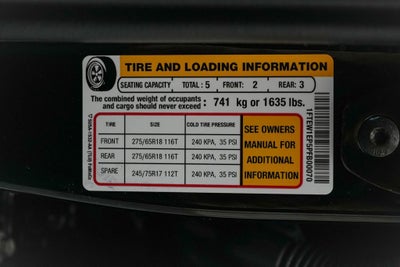 TIRE AND LOADING INFORMATION
SEATING CAPACITY TOTAL : 5 FRONT: 2 REAR: 3
The combined weight of occupants
and cargo should never exceed : 741 kg or 1635 lbs.
TIRE SIZE COLD TIRE PRESSURE
FRONT 275/65R18 116T 240 KPA, 35 PSI
REAR 275/65R18 116T 240 KPA, 35 PSI
SPARE 245/75R17 112T 240 KPA, 35 PSI
SEE OWNERS
MANUAL FOR
ADDITIONAL
INFORMATION